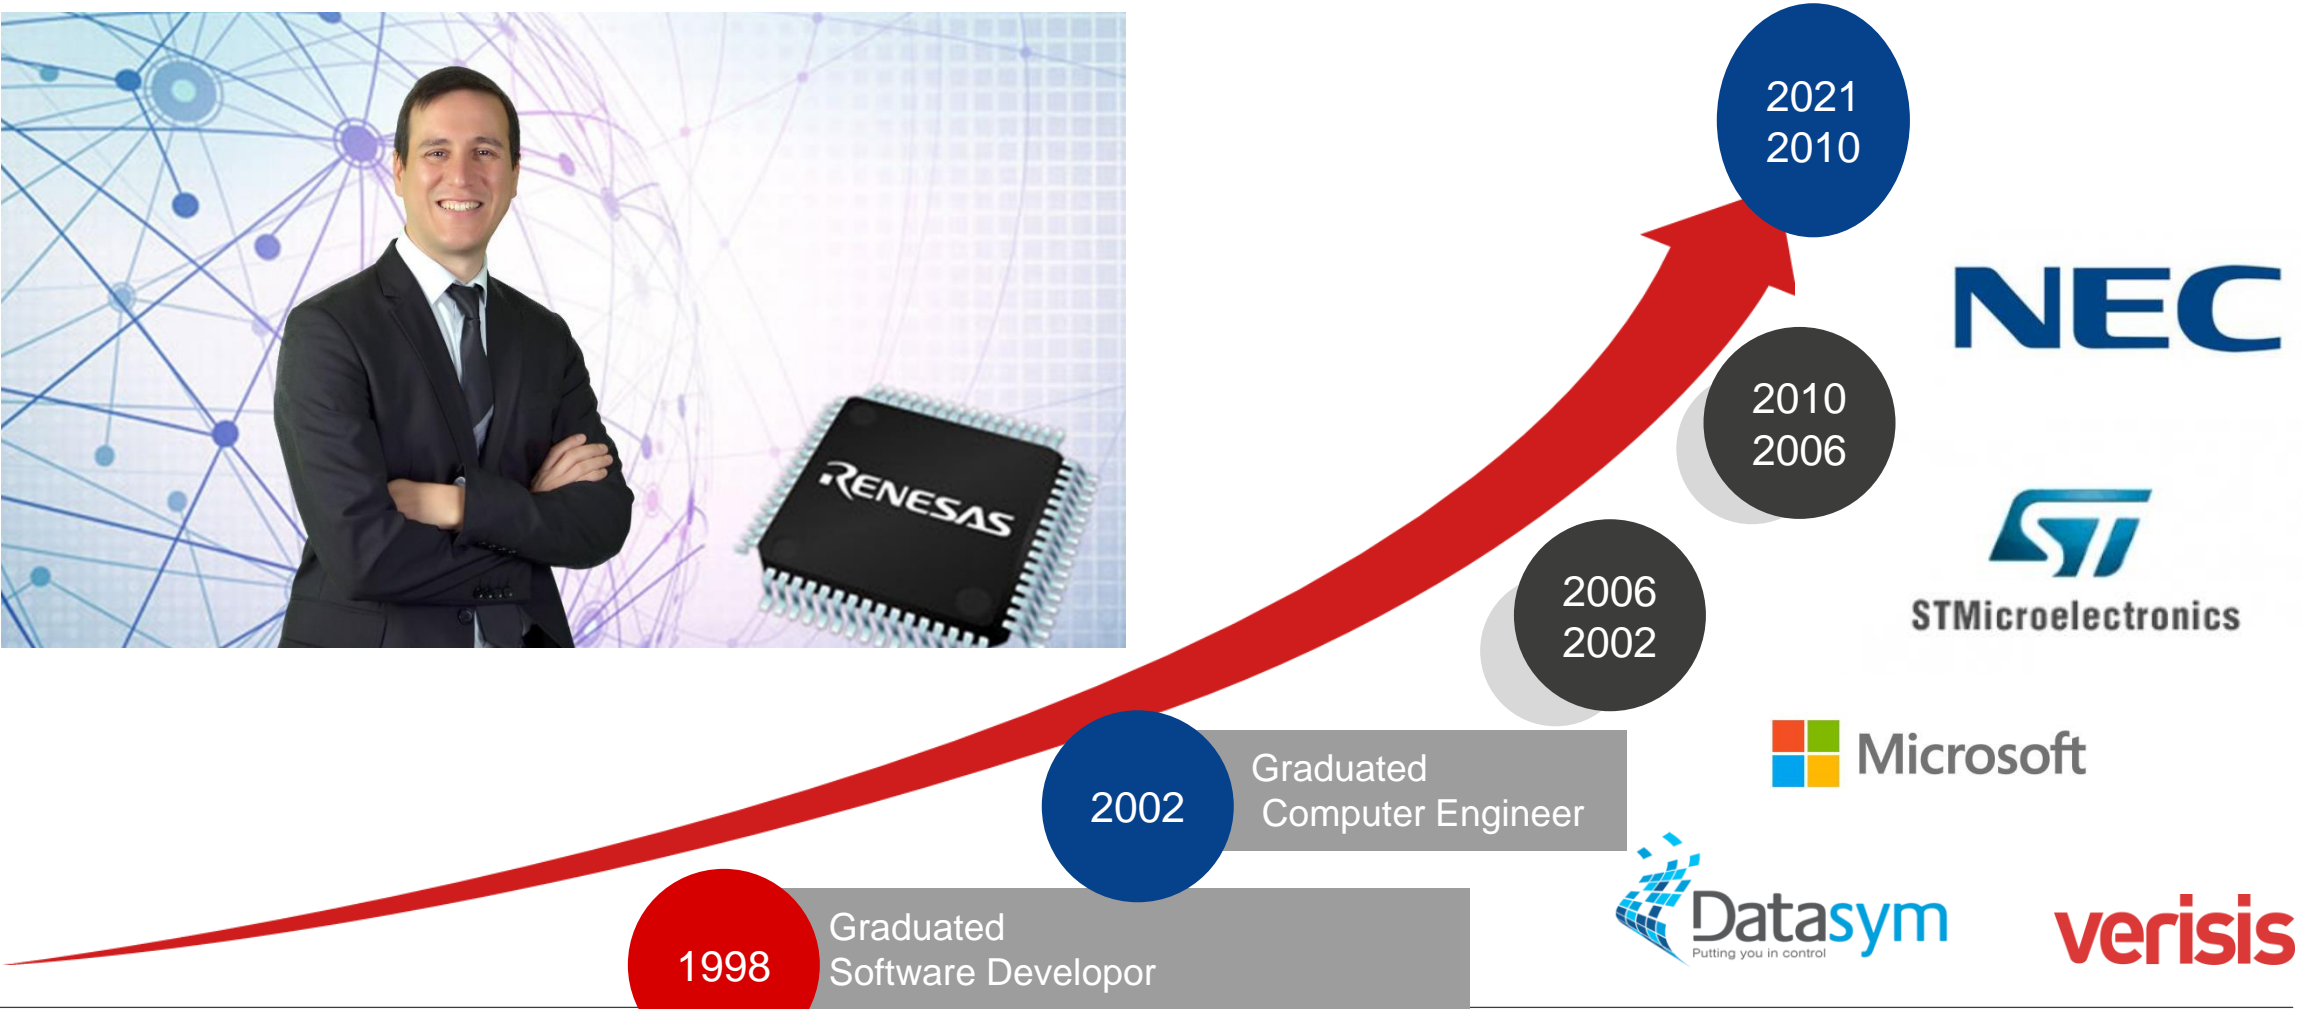 2021
2010
NEC
2010
2006
RENESAS
ST
STMicroelectronics
2006
2002
Microsoft
2002
Graduated
Computer Engineer
Datasym
Putting you in control
verisis
1998
Graduated
Software Developor